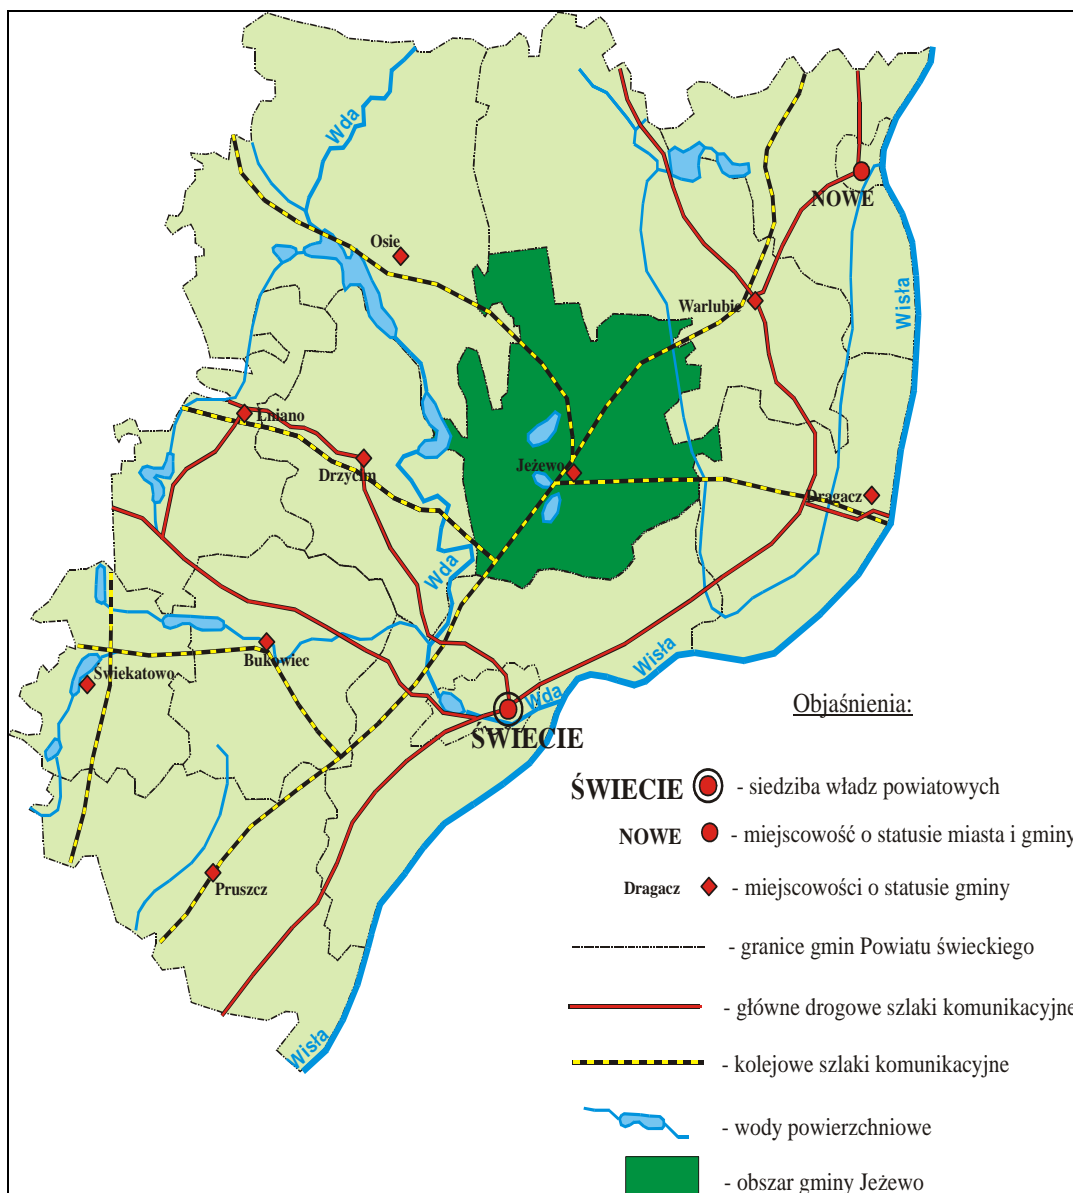 Wda
NOWE
Osie
Wisła
Warlubie
Lniano
Drzycim
Jeżewo
Dragacz
Wda
Wisła
Bukowiec
Świekatowo
Wda
ŚWIECIE
Pruszcz
Wisła
Objaśnienia:
ŚWIECIE - siedziba władz powiatowych
NOWE - miejscowość o statusie miasta i gminy
Dragacz - miejscowości o statusie gminy
- granice gmin Powiatu świeckiego
- główne drogowe szlaki komunikacyjne
- kolejowe szlaki komunikacyjne
- wody powierzchniowe
- obszar gminy Jeżewo